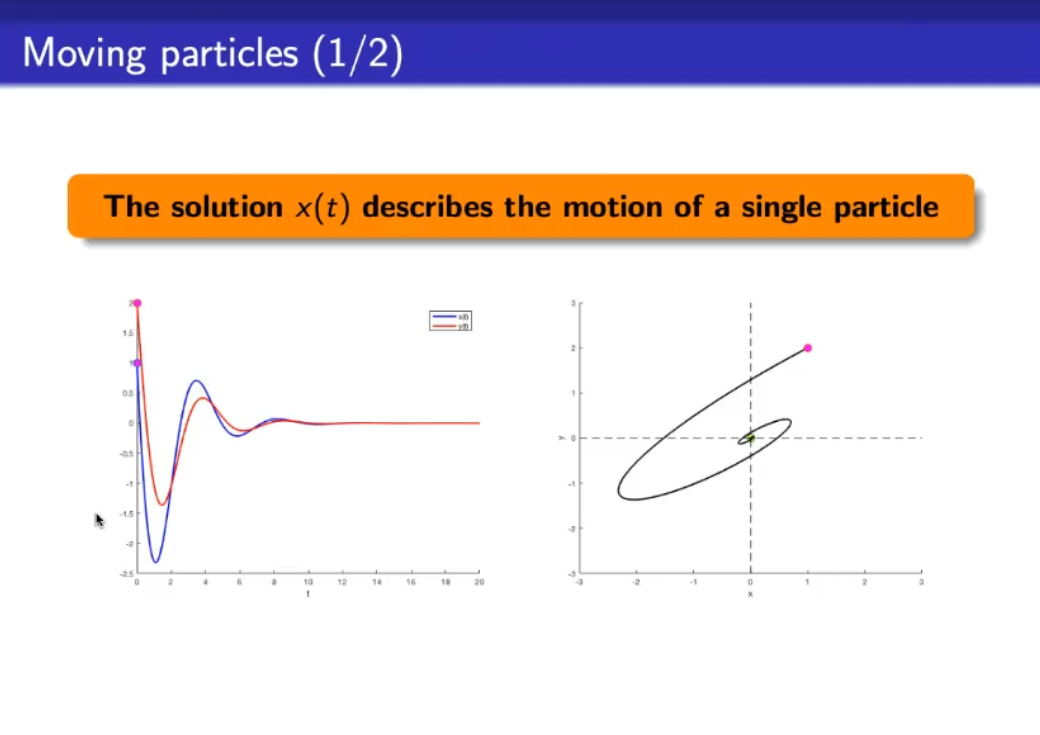 Moving particles (1/2)
The solution x(t) describes the motion of a single particle
2
1.5
1
0.5
0
-0.5
-1
-1.5
-2
-2.5
0 2 4 6 8 10 12 14 16 18 20
t
x(t)
y(t)
3
2
1
y 0
-1
-2
-3
-3 -2 -1 0 1 2 3
x